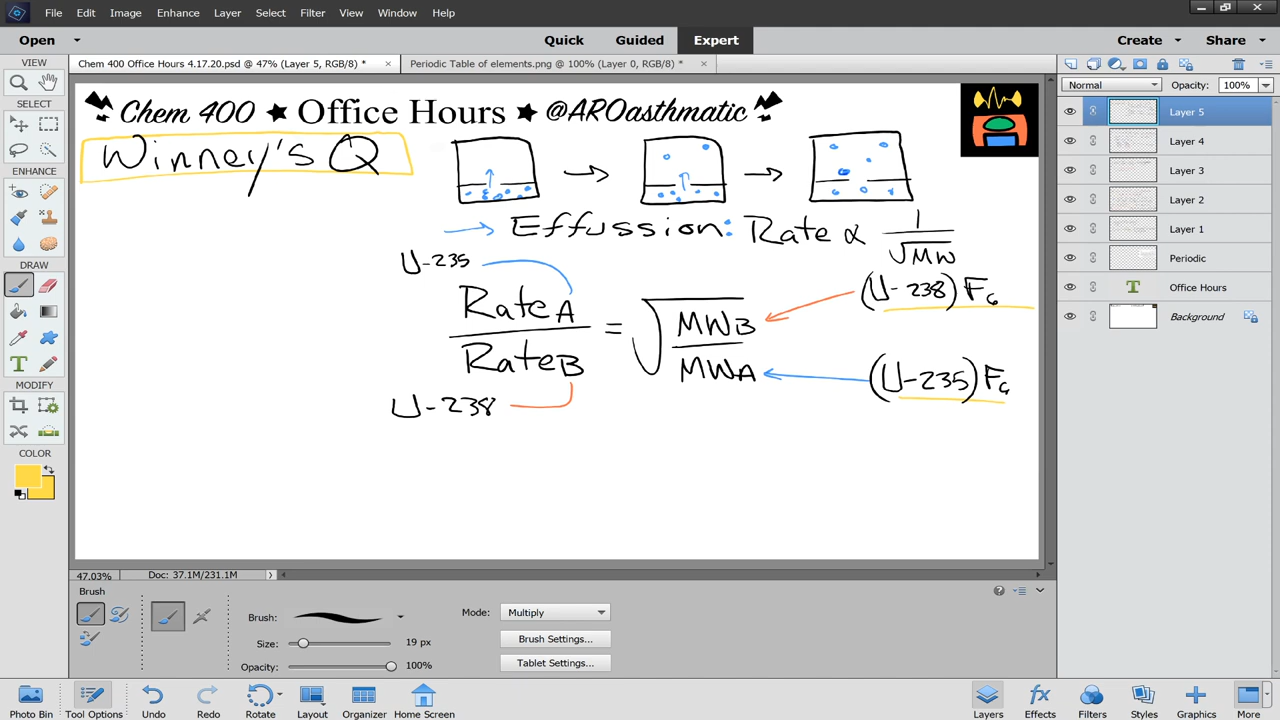 File Edit Image Enhance Layer Select Filter View Window Help
Open Quick Guided Expert Create Share
VIEW
Chem 400 Office Hours 4.17.20.psd @ 47% (Layer 5, RGB/8) * × Periodic Table of elements.png @ 100% (Layer 0, RGB/8) * ×
Normal Opacity: 100%
Chem 400 ★ Office Hours ★ @AROasthmatic
SELECT
ENHANCE
DRAW
MODIFY
COLOR
Winney's Q
→ →
→ Effussion: Rate ∝ 1/√MW
U-235
(U-238)F6
RateA/RateB = √MWB/MWA
(U-235)F6
U-238
Layer 5
Layer 4
Layer 3
Layer 2
Layer 1
Periodic
T Office Hours
Background
47.03% Doc: 37.1M/231.1M
Brush
Brush: Mode: Multiply
Size: 19 px Brush Settings...
Opacity: 100% Tablet Settings...
Photo Bin Tool Options Undo Redo Rotate Layout Organizer Home Screen Layers Effects Filters Styles Graphics More